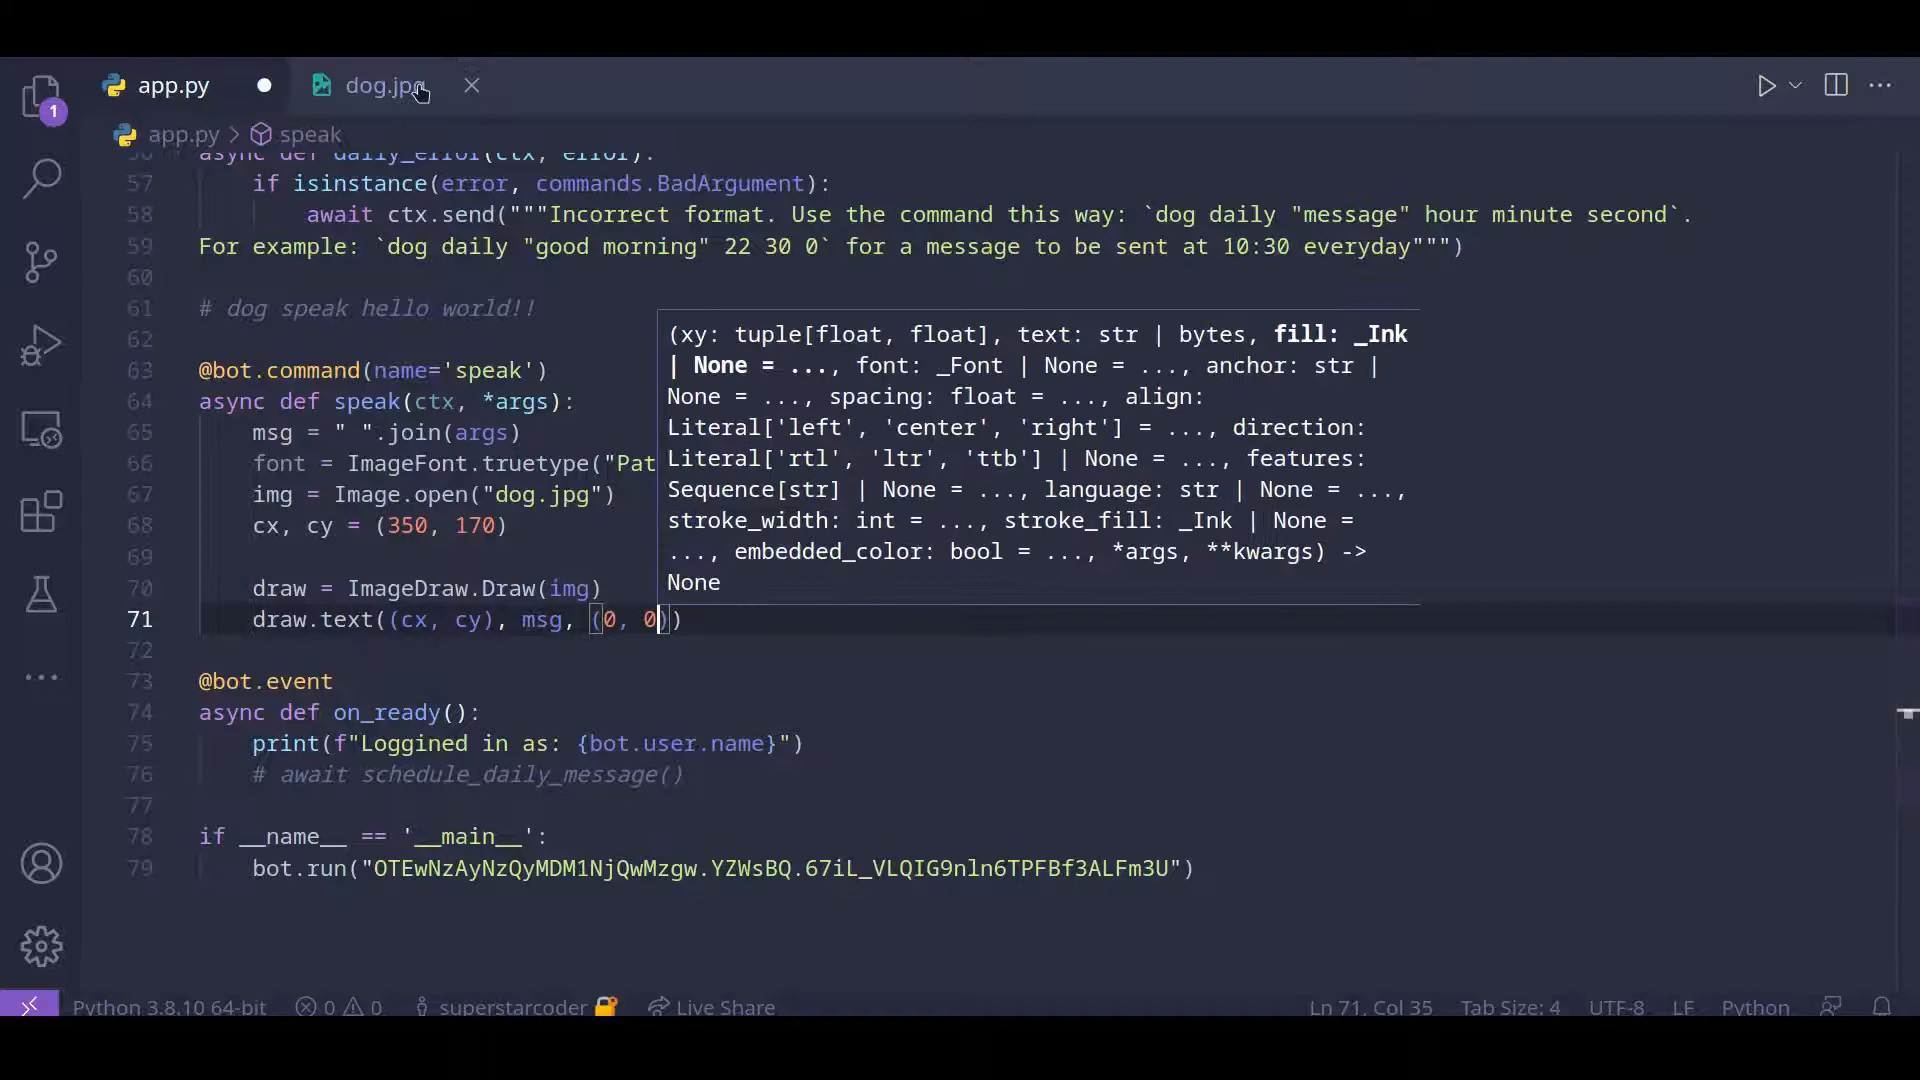 app.py
dog.jpg
1
app.py > speak
56 async def daily_error(ctx, error):
57 if isinstance(error, commands.BadArgument):
58 await ctx.send("""Incorrect format. Use the command this way: `dog daily "message" hour minute second`.
59 For example: `dog daily "good morning" 22 30 0` for a message to be sent at 10:30 everyday""")
60
61 # dog speak hello world!!
62
63 @bot.command(name='speak')
64 async def speak(ctx, *args):
65 msg = " ".join(args)
66 font = ImageFont.truetype("Pat
67 img = Image.open("dog.jpg")
68 cx, cy = (350, 170)
69
70 draw = ImageDraw.Draw(img)
71 draw.text((cx, cy), msg, (0, 0))
(xy: tuple[float, float], text: str | bytes, fill: _Ink
| None = ..., font: _Font | None = ..., anchor: str |
None = ..., spacing: float = ..., align:
Literal['left', 'center', 'right'] = ..., direction:
Literal['rtl', 'ltr', 'ttb'] | None = ..., features:
Sequence[str] | None = ..., language: str | None = ...,
stroke_width: int = ..., stroke_fill: _Ink | None =
..., embedded_color: bool = ..., *args, **kwargs) ->
None
72
73 @bot.event
74 async def on_ready():
75 print(f"Loggined in as: {bot.user.name}")
76 # await schedule_daily_message()
77
78 if __name__ == '__main__':
79 bot.run("OTEwNzAyNzQyMDM1NjQwMzgw.YZWsBQ.67iL_VLQIG9nln6TPFBf3ALFm3U")
Python 3.8.10 64-bit 0 0 superstarcoder Live Share Ln 71, Col 35 Tab Size: 4 UTF-8 LF Python